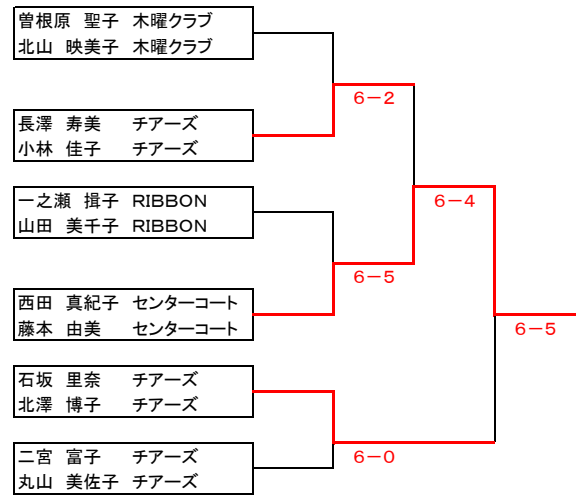 曽根原 聖子 木曜クラブ
北山 映美子 木曜クラブ
6－2
長澤 寿美 チアーズ
小林 佳子 チアーズ
一之瀬 揖子 RIBBON
山田 美千子 RIBBON
6－4
6－5
西田 真紀子 センターコート
藤本 由美 センターコート
6－5
石坂 里奈 チアーズ
北澤 博子 チアーズ
6－0
二宮 富子 チアーズ
丸山 美佐子 チアーズ